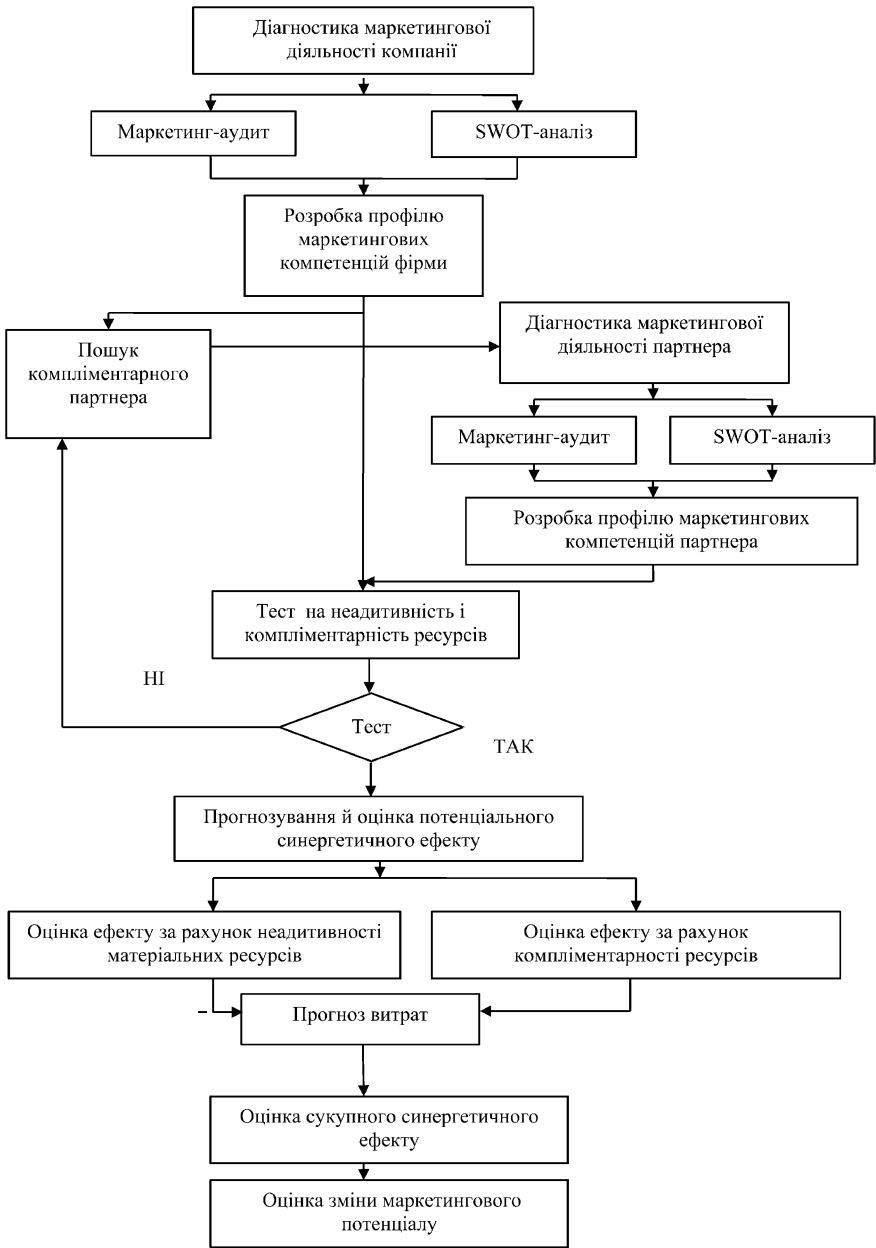 Діагностика маркетингової
діяльності компанії
Маркетинг-аудит
SWOT-аналіз
Розробка профілю
маркетингових
компетенцій фірми
Пошук
компліментарного
партнера
Діагностика маркетингової
діяльності партнера
Маркетинг-аудит
SWOT-аналіз
Розробка профілю маркетингових
компетенцій партнера
Тест на неадитивність і
компліментарність ресурсів
НІ
Тест
ТАК
Прогнозування й оцінка потенціального
синергетичного ефекту
Оцінка ефекту за рахунок неадитивності
матеріальних ресурсів
Оцінка ефекту за рахунок
компліментарності ресурсів
–
Прогноз витрат
Оцінка сукупного синергетичного
ефекту
Оцінка зміни маркетингового
потенціалу